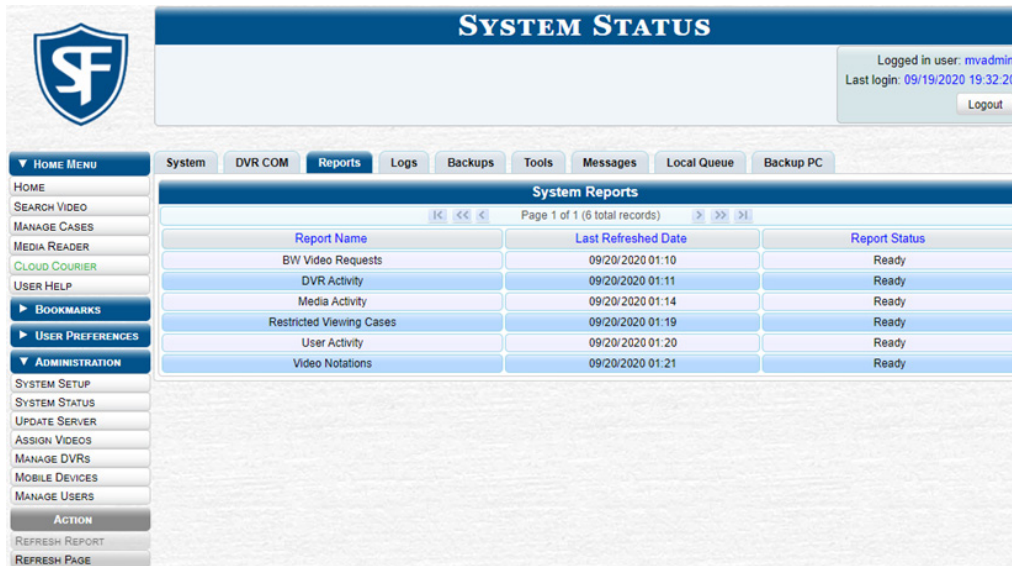 SF
SYSTEM STATUS
Logged in user: mvadmin
Last login: 09/19/2020 19:32:20
Logout
▼ HOME MENU
HOME
SEARCH VIDEO
MANAGE CASES
MEDIA READER
CLOUD COURIER
USER HELP
► BOOKMARKS
► USER PREFERENCES
▼ ADMINISTRATION
SYSTEM SETUP
SYSTEM STATUS
UPDATE SERVER
ASSIGN VIDEOS
MANAGE DVRS
MOBILE DEVICES
MANAGE USERS
ACTION
REFRESH REPORT
REFRESH PAGE
System DVR COM Reports Logs Backups Tools Messages Local Queue Backup PC
System Reports
|< << < Page 1 of 1 (6 total records) > >> >|
Report Name Last Refreshed Date Report Status
BW Video Requests 09/20/2020 01:10 Ready
DVR Activity 09/20/2020 01:11 Ready
Media Activity 09/20/2020 01:14 Ready
Restricted Viewing Cases 09/20/2020 01:19 Ready
User Activity 09/20/2020 01:20 Ready
Video Notations 09/20/2020 01:21 Ready